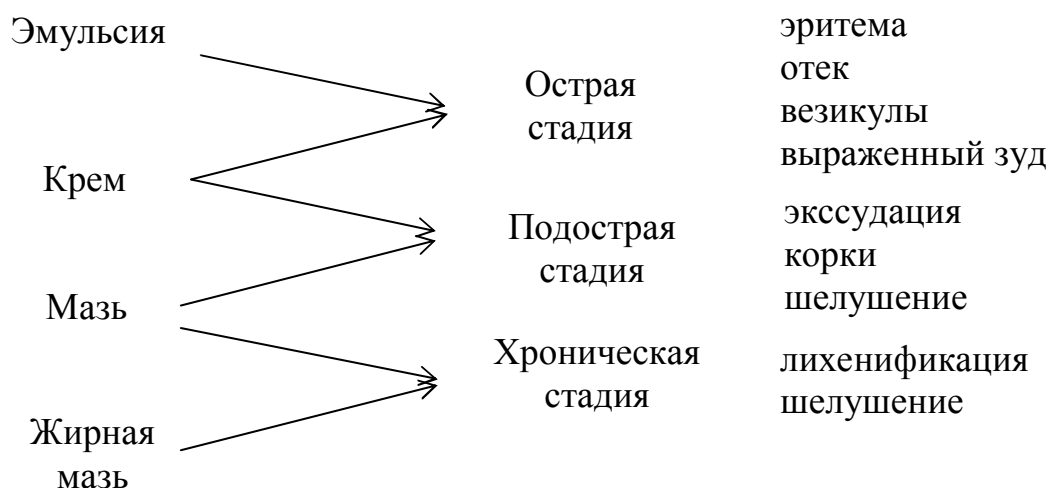 Эмульсия
Крем
Мазь
Жирная
мазь
Острая
стадия
Подострая
стадия
Хроническая
стадия
эритема
отек
везикулы
выраженный зуд
экссудация
корки
шелушение
лихенификация
шелушение